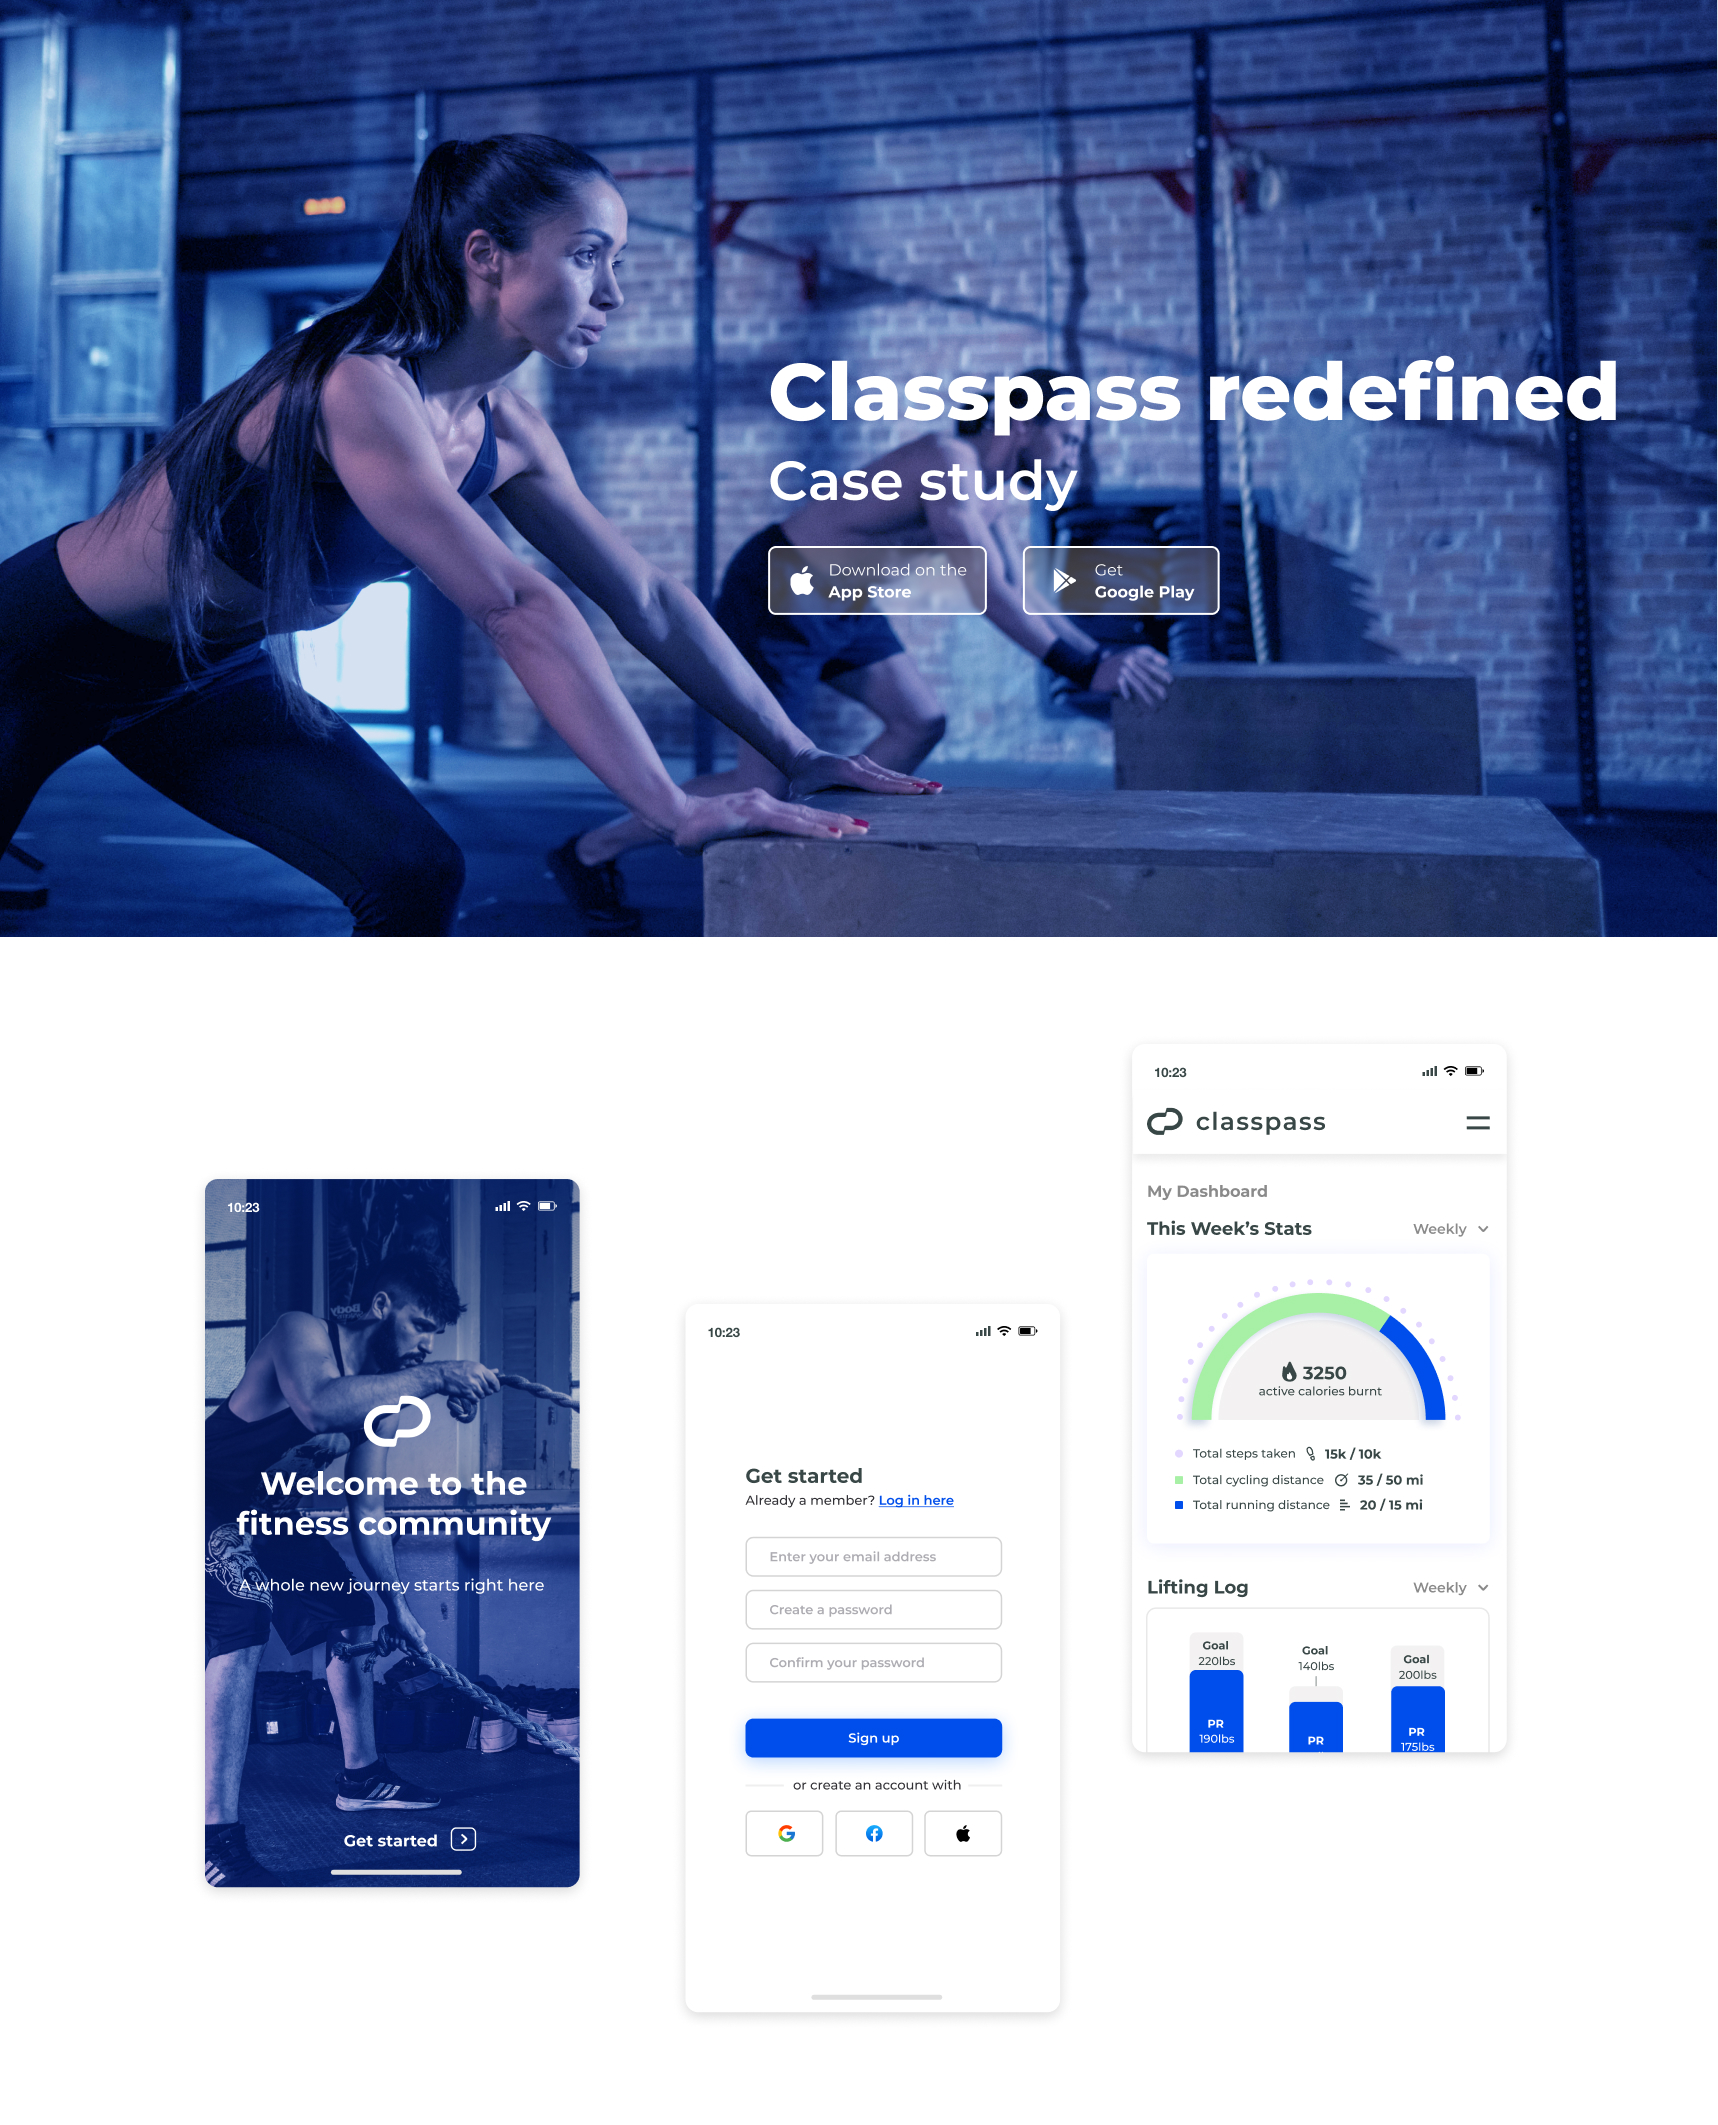 Classpass redefined
Case study
Download on the
App Store
Get
Google Play
10:23
Welcome to the
fitness community
A whole new journey starts right here
Get started
10:23
Get started
Already a member? Log in here
Enter your email address
Create a password
Confirm your password
Sign up
or create an account with
10:23
classpass
My Dashboard
This Week's Stats Weekly
3250
active calories burnt
Total steps taken 15k / 10k
Total cycling distance 35 / 50 mi
Total running distance 20 / 15 mi
Lifting Log Weekly
Goal
220lbs
PR
190lbs
Goal
140lbs
PR
Goal
200lbs
PR
175lbs